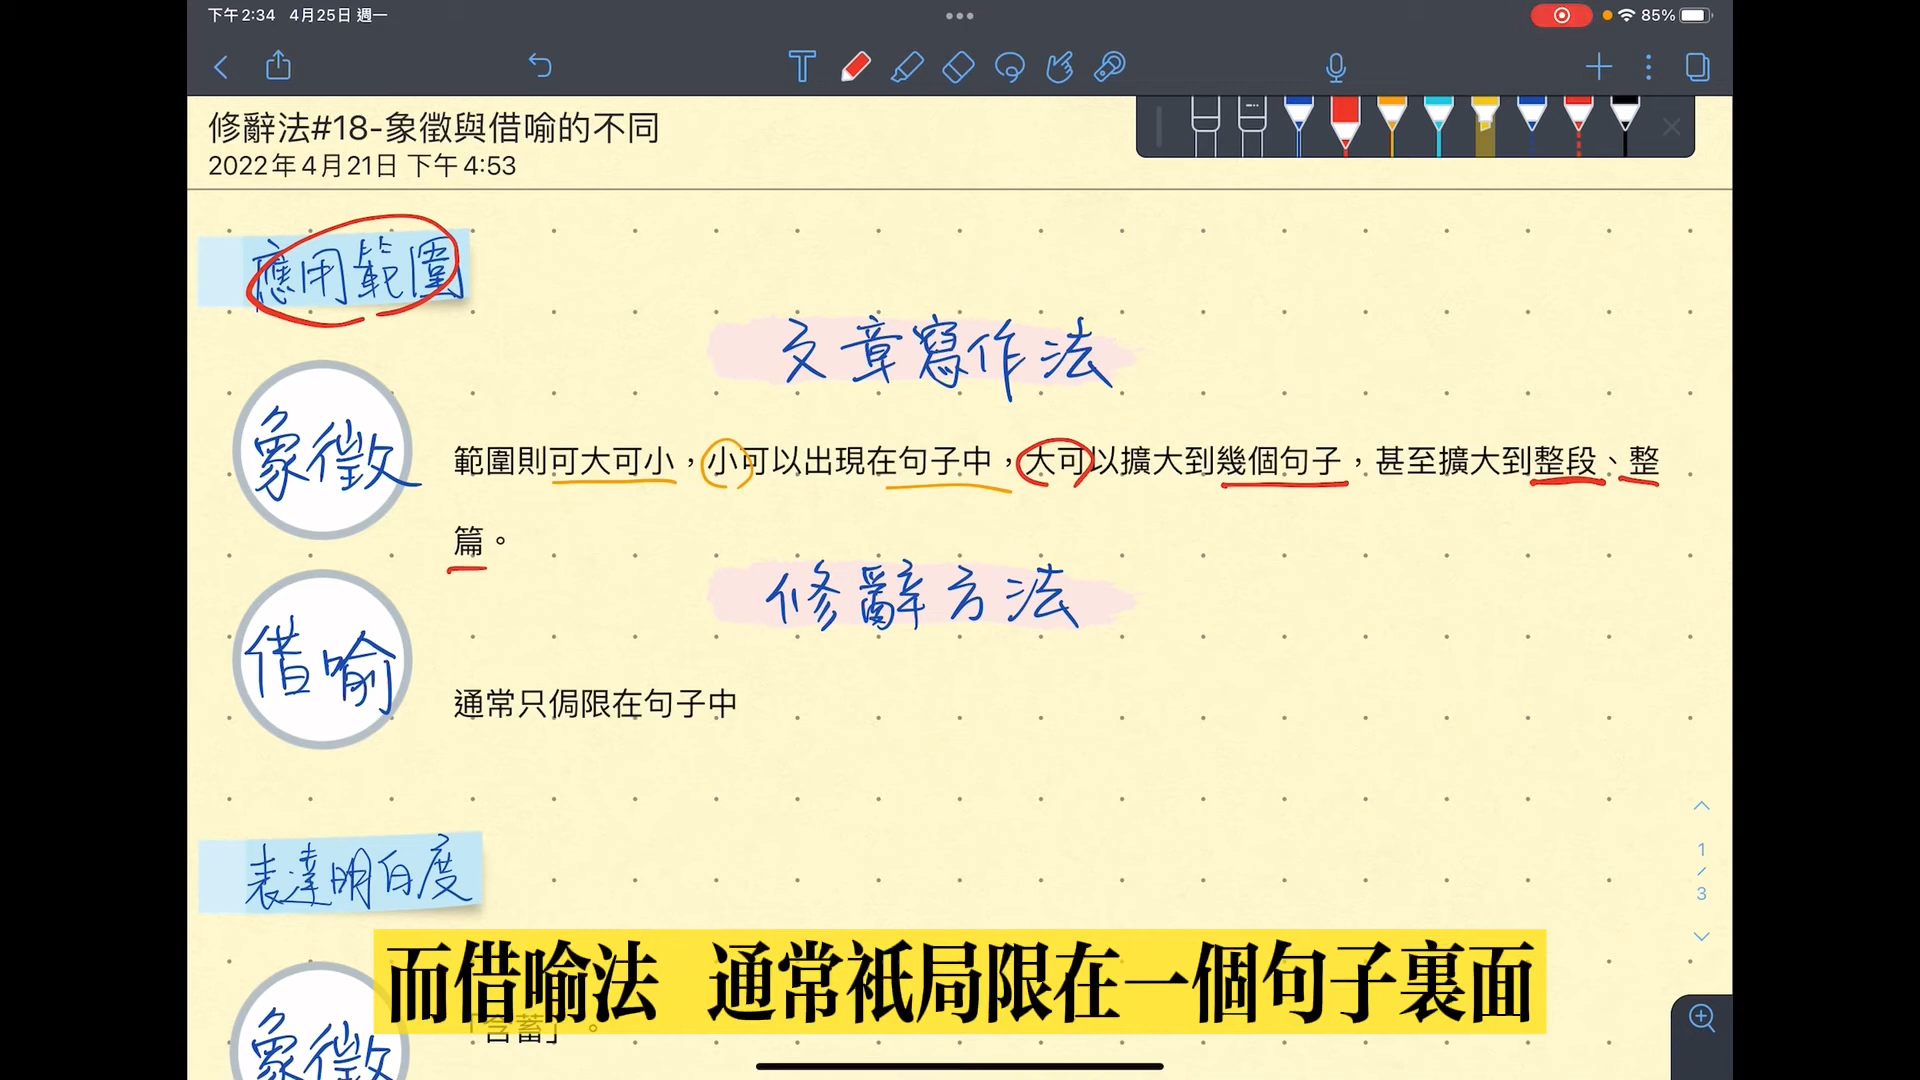 下午2:34 4月25日 週一
85%
修辭法#18-象徵與借喻的不同
2022年4月21日 下午4:53
應用範圍
文章寫作法
象徵
範圍則可大可小，小可以出現在句子中，大可以擴大到幾個句子，甚至擴大到整段、整
篇。
修辭方法
借喻
通常只侷限在句子中
1
/
3
表達明白度
而借喻法 通常衹局限在一個句子裏面
「含蓄」。
象徵